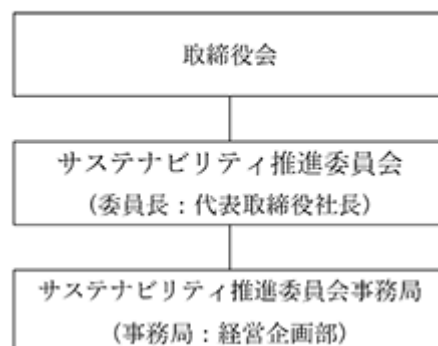 取締役会
サステナビリティ推進委員会
（委員長：代表取締役社長）
サステナビリティ推進委員会事務局
（事務局：経営企画部）